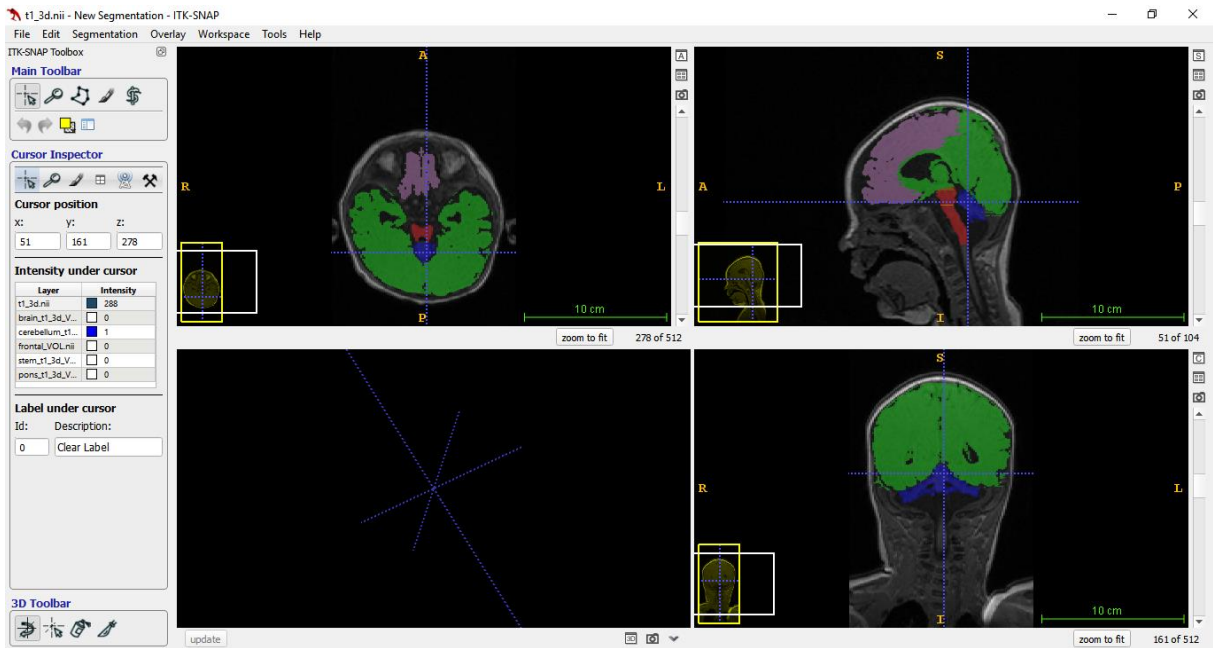 t1_3d.nii - New Segmentation - ITK-SNAP
File Edit Segmentation Overlay Workspace Tools Help
ITK-SNAP Toolbox
Main Toolbar
Cursor Inspector
Cursor position
x: y: z:
51 161 278
Intensity under cursor
Layer Intensity
t1_3d.nii 288
brain_t1_3d_V... 0
cerebellum_t1... 1
frontal_VOL.nii 0
stem_t1_3d_V... 0
pons_t1_3d_V... 0
Label under cursor
Id: Description:
0 Clear Label
3D Toolbar
A
R
L
P
10 cm
A
zoom to fit 278 of 512
S
A
P
I
10 cm
S
zoom to fit 51 of 104
update
3D
S
R
L
I
10 cm
C
zoom to fit 161 of 512